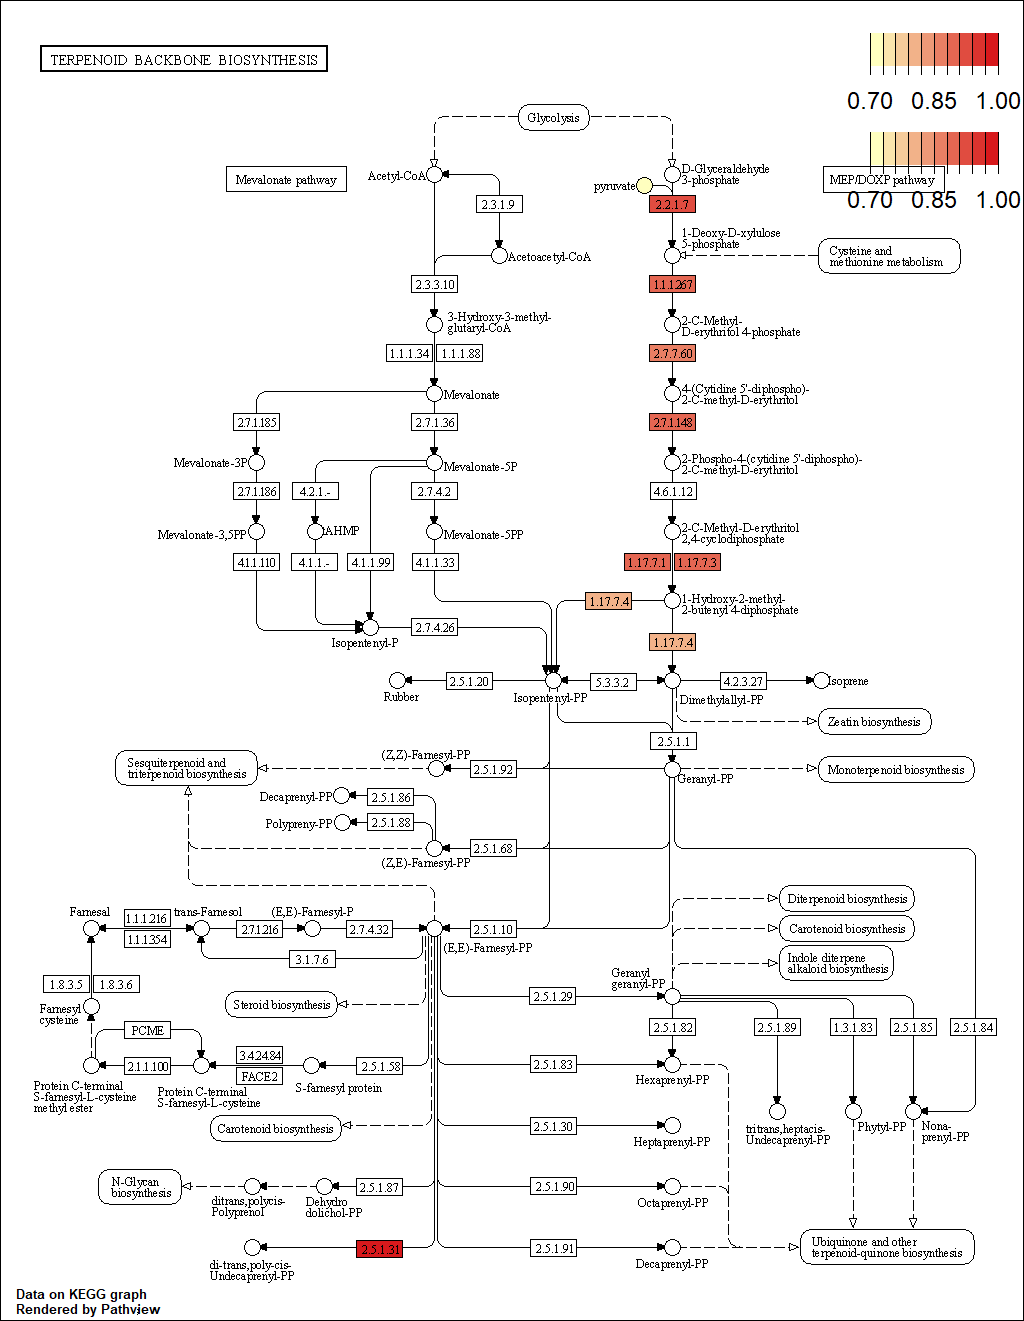 TERPENOID BACKBONE BIOSYNTHESIS
0.70 0.85 1.00
0.70 0.85 1.00
Glycolysis
Mevalonate pathway
MEP/DOXP pathway
Acetyl-CoA
D-Glyceraldehyde
3-phosphate
pyruvate
2.3.1.9
2.2.1.7
1-Deoxy-D-xylulose
5-phosphate
Acetoacetyl-CoA
Cysteine and
methionine metabolism
2.3.3.10
1.1.1.267
3-Hydroxy-3-methyl-
glutaryl-CoA
2-C-Methyl-
D-erythritol 4-phosphate
1.1.1.34
1.1.1.88
2.7.7.60
Mevalonate
4-(Cytidine 5'-diphospho)-
2-C-methyl-D-erythritol
2.7.1.185
2.7.1.36
2.7.1.148
Mevalonate-3P
Mevalonate-5P
2-Phospho-4-(cytidine 5'-diphospho)-
2-C-methyl-D-erythritol
2.7.1.186
4.2.1.-
2.7.4.2
4.6.1.12
Mevalonate-3,5PP
tAHMP
Mevalonate-5PP
2-C-Methyl-D-erythritol
2,4-cyclodiphosphate
4.1.1.110
4.1.1.-
4.1.1.99
4.1.1.33
1.17.7.1
1.17.7.3
1.17.7.4
1-Hydroxy-2-methyl-
2-butenyl 4-diphosphate
2.7.4.26
Isopentenyl-P
1.17.7.4
Rubber
2.5.1.20
Isopentenyl-PP
5.3.3.2
Dimethylallyl-PP
4.2.3.27
Isoprene
Zeatin biosynthesis
2.5.1.1
Sesquiterpenoid and
triterpenoid biosynthesis
(Z,Z)-Farnesyl-PP
2.5.1.92
Geranyl-PP
Monoterpenoid biosynthesis
Decaprenyl-PP
2.5.1.86
Polypreny-PP
2.5.1.88
2.5.1.68
(Z,E)-Farnesyl-PP
Farnesal
1.1.1.216
1.1.1.354
trans-Farnesol
2.7.1.216
(E,E)-Farnesyl-P
2.7.4.32
2.5.1.10
(E,E)-Farnesyl-PP
3.1.7.6
Diterpenoid biosynthesis
Carotenoid biosynthesis
Indole diterpene
alkaloid biosynthesis
1.8.3.5
1.8.3.6
Geranyl
geranyl-PP
Farnesyl
cysteine
Steroid biosynthesis
2.5.1.29
PCME
2.5.1.82
2.5.1.89
1.3.1.83
2.5.1.85
2.5.1.84
2.1.1.100
3.4.24.84
FACE2
2.5.1.58
2.5.1.83
Protein C-terminal
S-farnesyl-L-cysteine
methyl ester
Protein C-terminal
S-farnesyl-L-cysteine
S-farnesyl protein
Hexaprenyl-PP
Carotenoid biosynthesis
2.5.1.30
Heptaprenyl-PP
tritrans,heptacis-
Undecaprenyl-PP
Phytyl-PP
Nona-
prenyl-PP
N-Glycan
biosynthesis
ditrans,polycis-
Polyprenol
Dehydro
dolichol-PP
2.5.1.87
2.5.1.90
Octaprenyl-PP
di-trans,poly-cis-
Undecaprenyl-PP
2.5.1.31
2.5.1.91
Decaprenyl-PP
Ubiquinone and other
terpenoid-quinone biosynthesis
Data on KEGG graph
Rendered by Pathview